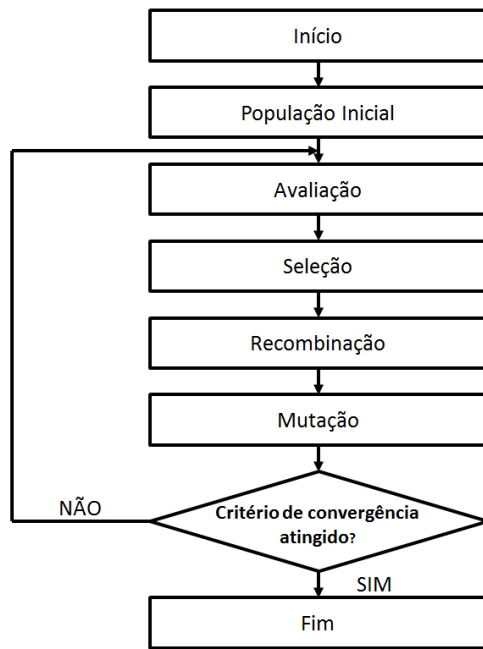 Início
População Inicial
Avaliação
Seleção
Recombinação
Mutação
Critério de convergência
atingido?
NÃO
SIM
Fim